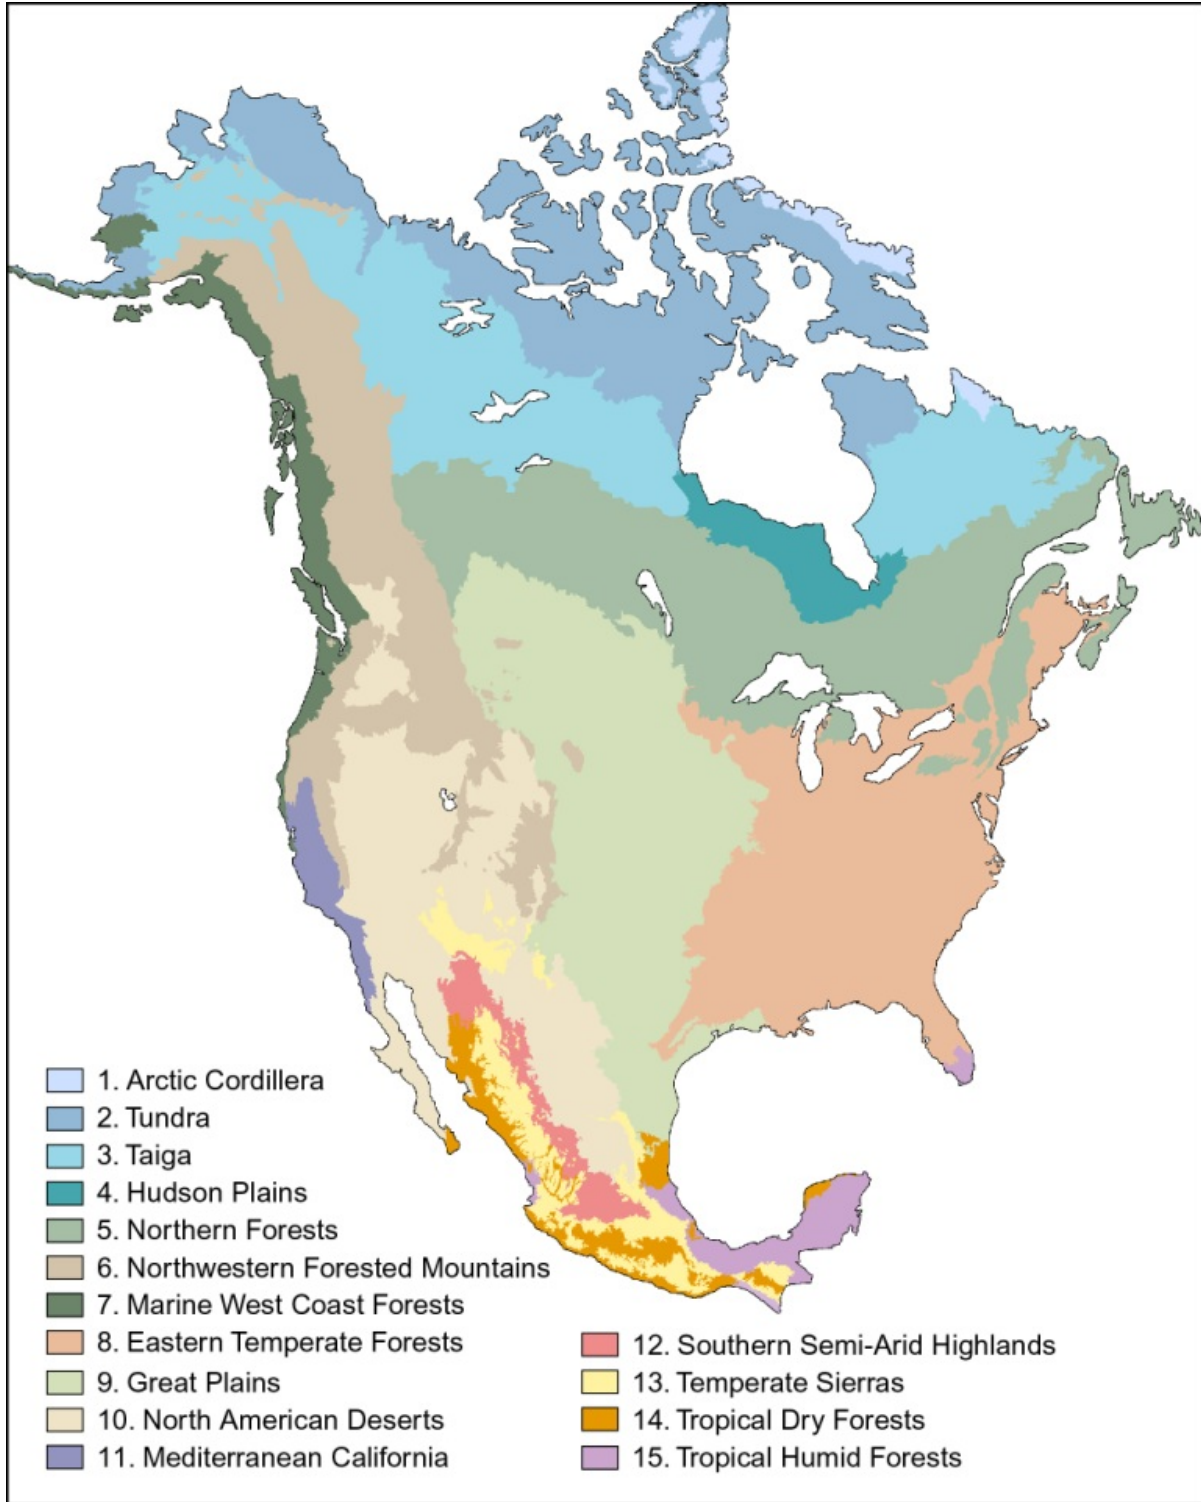 1. Arctic Cordillera
2. Tundra
3. Taiga
4. Hudson Plains
5. Northern Forests
6. Northwestern Forested Mountains
7. Marine West Coast Forests
8. Eastern Temperate Forests
9. Great Plains
10. North American Deserts
11. Mediterranean California
12. Southern Semi-Arid Highlands
13. Temperate Sierras
14. Tropical Dry Forests
15. Tropical Humid Forests